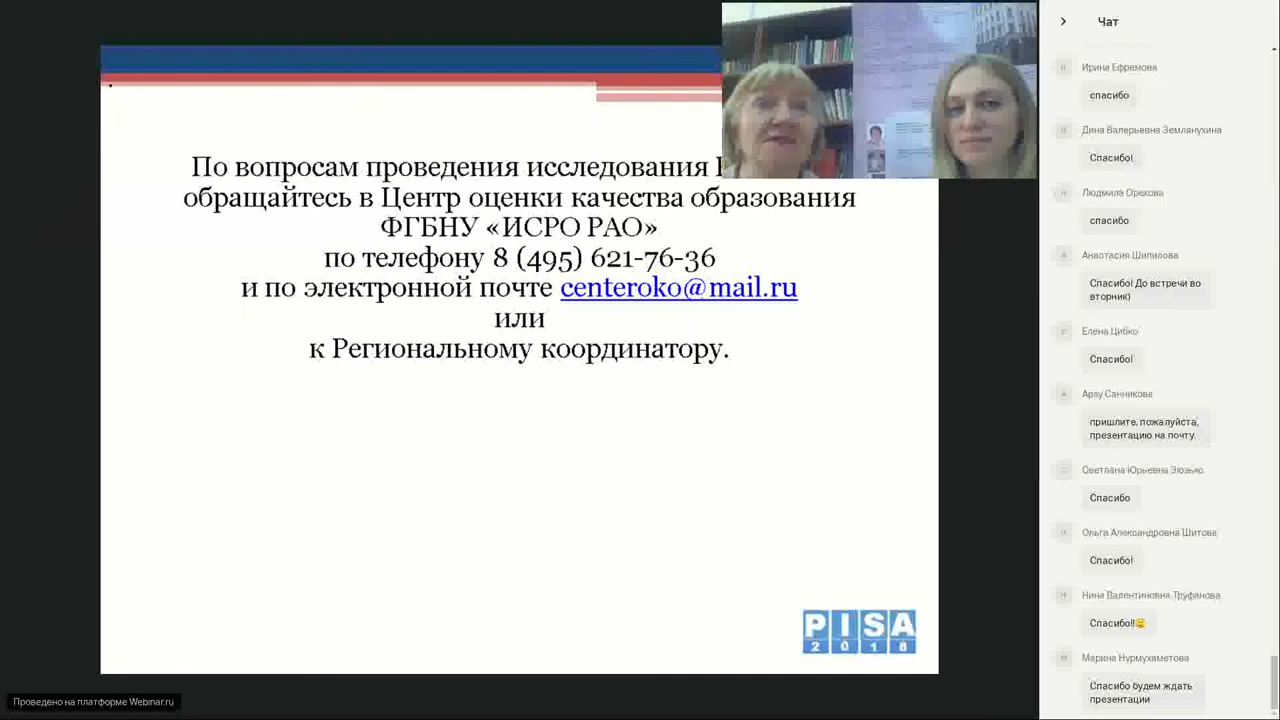 По вопросам проведения исследования
обращайтесь в Центр оценки качества образования
ФГБНУ «ИСРО РАО»
по телефону 8 (495) 621-76-36
и по электронной почте centeroko@mail.ru
или
к Региональному координатору.
PISA
2018
Проведено на платформе Webinar.ru
Чат
Ирина Ефремова
спасибо
Дина Валерьевна Землянухина
Спасибо!
Людмила Орехова
спасибо
Анастасия Шипилова
Спасибо! До встречи во
вторник)
Елена Цибко
Спасибо!
Арзу Санникова
пришлите, пожалуйста,
презентацию на почту.
Светлана Юрьевна Зюзько
Спасибо
Ольга Александровна Шитова
Спасибо!
Нина Валентиновна Труфанова
Спасибо!!🙂
Марина Нурмухаметова
Спасибо будем ждать
презентации